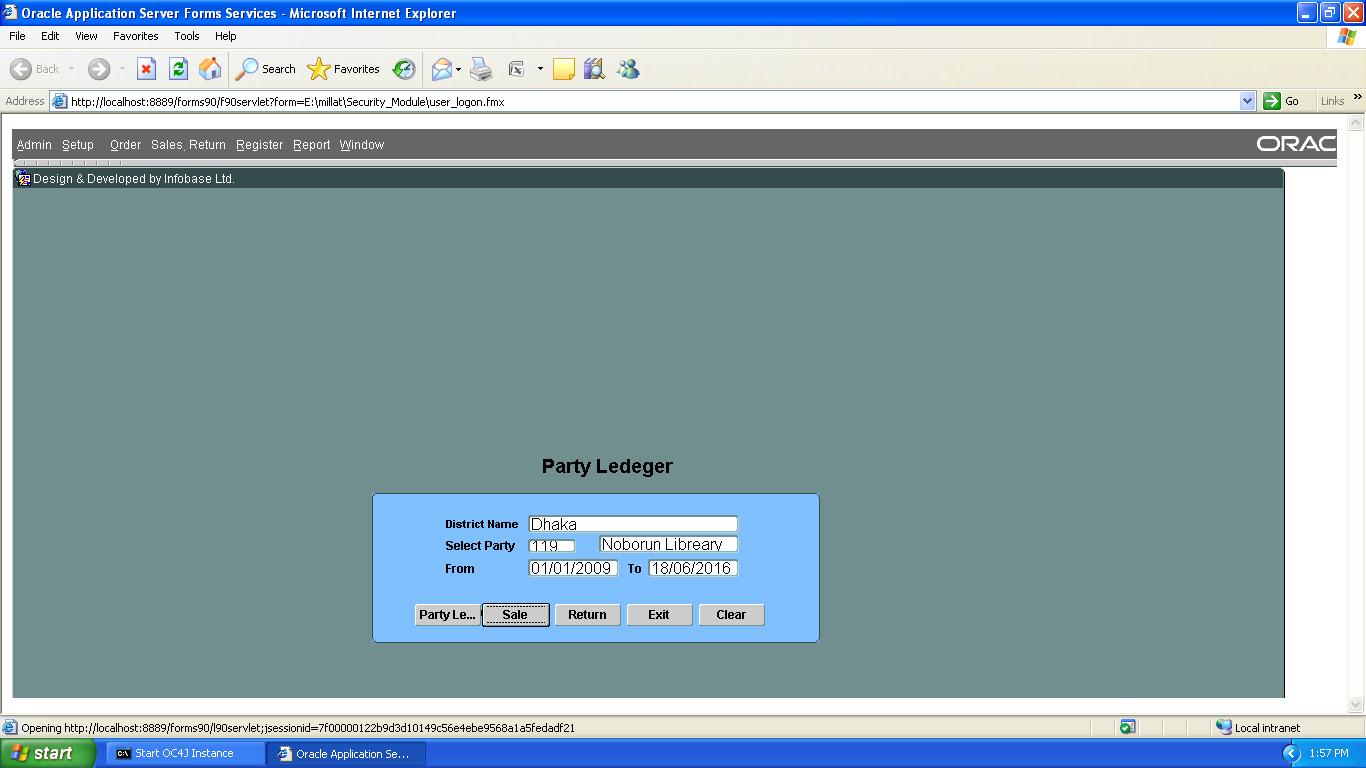 Oracle Application Server Forms Services - Microsoft Internet Explorer
File Edit View Favorites Tools Help
Back Search Favorites
Address http://localhost:8889/forms90/f90servlet?form=E:\millat\Security_Module\user_logon.fmx Go Links »
Admin Setup Order Sales, Return Register Report Window ORAC
Design & Developed by Infobase Ltd.
Party Ledeger
District Name Dhaka
Select Party 119 Noborun Libreary
From 01/01/2009 To 18/06/2016
Party Le... Sale Return Exit Clear
Opening http://localhost:8889/forms90/l90servlet;jsessionid=7f00000122b9d3d10149c56e4ebe9568a1a5fedadf21 Local intranet
start Start OC4J Instance Oracle Application Se... 1:57 PM